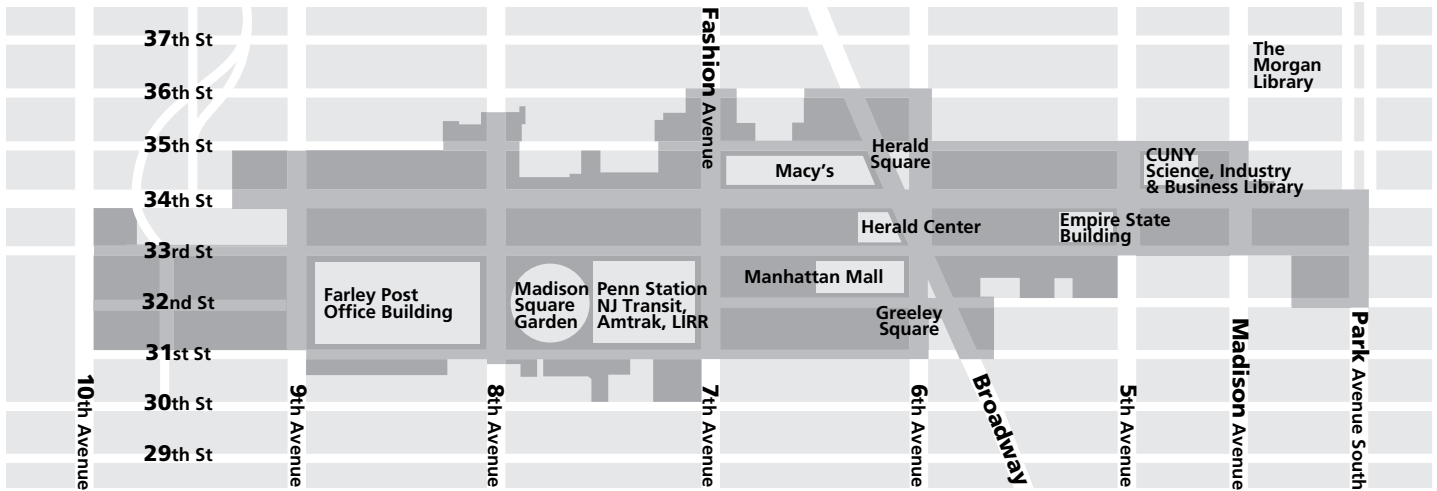 37th St
36th St
35th St
34th St
33rd St
32nd St
31st St
30th St
29th St
Fashion Avenue
The
Morgan
Library
Herald
Square
Macy's
CUNY
Science, Industry
& Business Library
Herald Center
Empire State
Building
Manhattan Mall
Farley Post
Office Building
Madison
Square
Garden
Penn Station
NJ Transit,
Amtrak, LIRR
Greeley
Square
10th Avenue
9th Avenue
8th Avenue
7th Avenue
6th Avenue
Broadway
5th Avenue
Madison Avenue
Park Avenue South